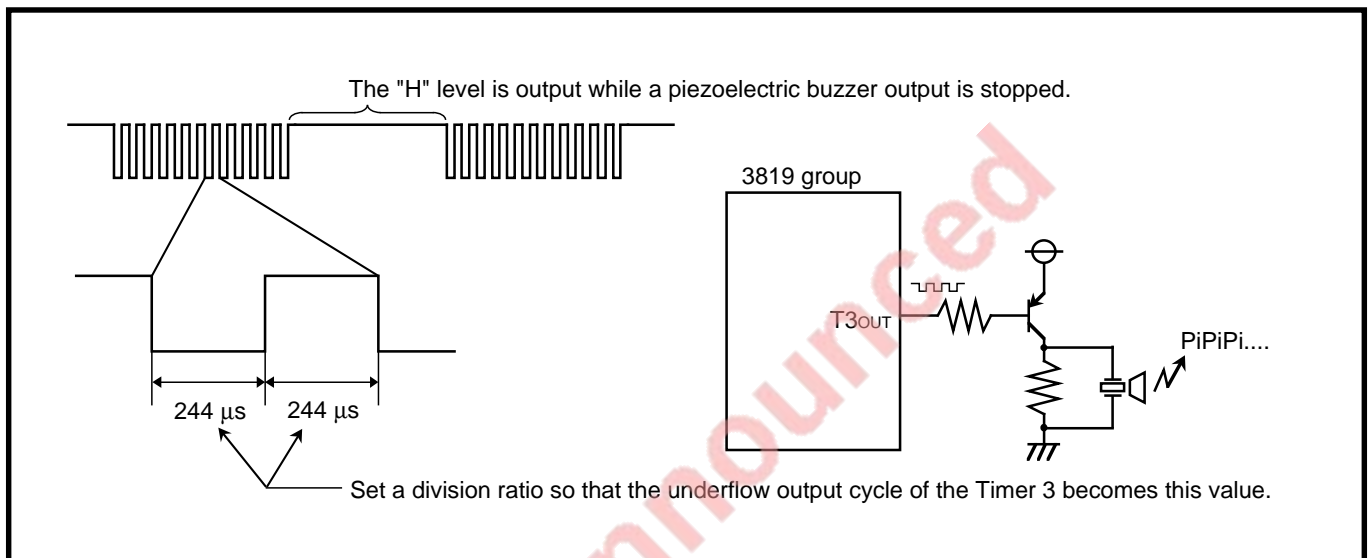 The "H" level is output while a piezoelectric buzzer output is stopped.
3819 group
T3OUT
PiPiPi....
244 μs 244 μs
Set a division ratio so that the underflow output cycle of the Timer 3 becomes this value.
nnounced